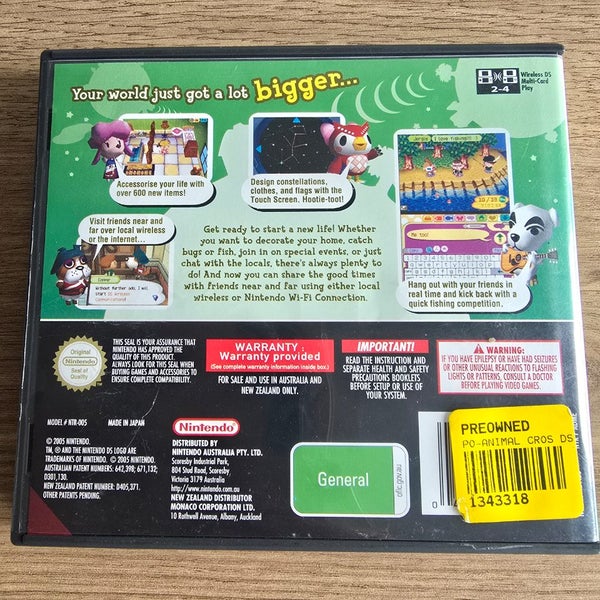 Your world just got a lot bigger...
Wireless DS
Multi-Card
Play
2-4
Accessorise your life with
over 600 new items!
Design constellations,
clothes, and flags with the
Touch Screen. Hootie-toot!
Visit friends near and
far over local wireless
or the internet...
Without further ado, I will
start
Get ready to start a new life! Whether
you want to decorate your home, catch
bugs or fish, join in on special events, or just
chat with the locals, there's always plenty to
do! And now you can share the good times
with friends near and far using either local
wireless or Nintendo Wi-Fi Connection.
Me too!
Hang out with your friends in
real time and kick back with a
quick fishing competition.
Original
Nintendo
Seal of
Quality
THIS SEAL IS YOUR ASSURANCE THAT
NINTENDO HAS APPROVED THE
QUALITY OF THIS PRODUCT.
ALWAYS LOOK FOR THIS SEAL WHEN
BUYING GAMES AND ACCESSORIES TO
ENSURE COMPLETE COMPATIBILITY.
WARRANTY :
Warranty provided
(See complete warranty information inside box)
FOR SALE AND USE IN AUSTRALIA AND
NEW ZEALAND ONLY.
IMPORTANT!
READ THE INSTRUCTION AND
SEPARATE HEALTH AND SAFETY
PRECAUTIONS BOOKLETS
BEFORE SETUP OR USE OF
YOUR SYSTEM.
WARNING:
IF YOU HAVE EPILEPSY OR HAVE HAD SEIZURES
OR OTHER UNUSUAL REACTIONS TO FLASHING
LIGHTS OR PATTERNS, CONSULT A DOCTOR
BEFORE PLAYING VIDEO GAMES.
MODEL # NTR-005
MADE IN JAPAN
© 2005 NINTENDO.
TM, ® AND THE NINTENDO DS LOGO ARE
TRADEMARKS OF NINTENDO. © 2005 NINTENDO.
AUSTRALIAN PATENT NUMBERS: 642,398; 671,132;
D301,130.
NEW ZEALAND PATENT NUMBER: D405,371.
OTHER PATENTS PENDING.
Nintendo
DISTRIBUTED BY
NINTENDO AUSTRALIA PTY. LTD.
Scoresby Industrial Park,
804 Stud Road, Scoresby,
Victoria 3179 Australia
http://www.nintendo.com.au
NEW ZEALAND DISTRIBUTOR
MONACO CORPORATION LTD.
10 Rothwell Avenue, Albany, Auckland
General
oflc.gov.au
PREOWNED
PO-ANIMAL CROS DS
1343318
0